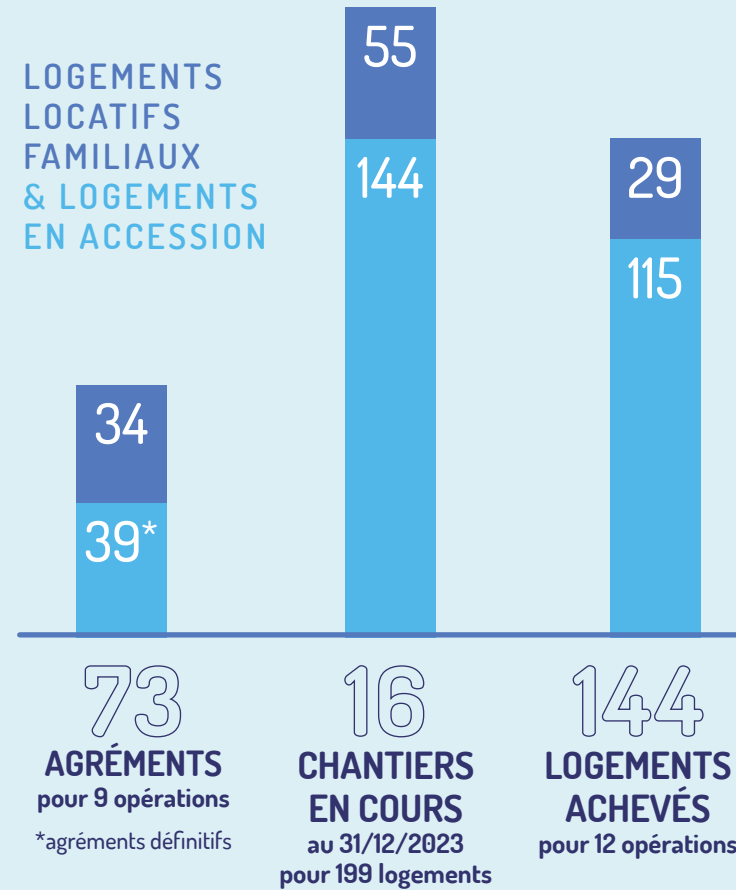 LOGEMENTS
LOCATIFS
FAMILIAUX
& LOGEMENTS
EN ACCESSION
34
39*
55
144
29
115
73
AGRÉMENTS
pour 9 opérations
*agréments définitifs
16
CHANTIERS
EN COURS
au 31/12/2023
pour 199 logements
144
LOGEMENTS
ACHEVÉS
pour 12 opérations